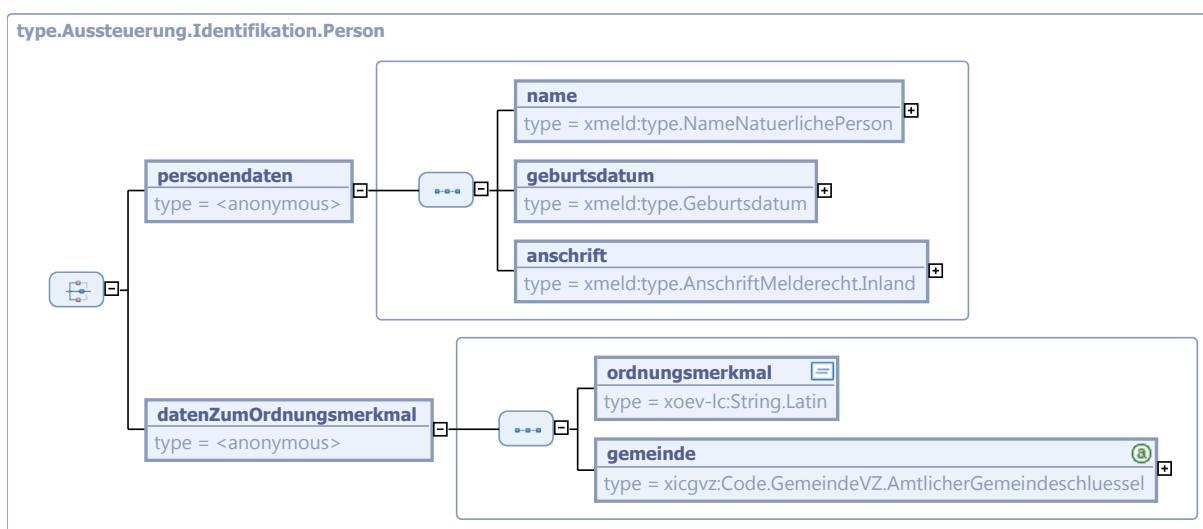 type.Aussteuerung.Identifikation.Person
name
type = xmeld:type.NameNatuerlichePerson
personendaten
type = <anonymous>
geburtsdatum
type = xmeld:type.Geburtsdatum
anschrift
type = xmeld:type.AnschriftMelderecht.Inland
ordnungsmerkmal
type = xoev-lc:String.Latin
datenZumOrdnungsmerkmal
type = <anonymous>
gemeinde
a
type = xicgvz:Code.GemeindeVZ.AmtlicherGemeindeschluessel